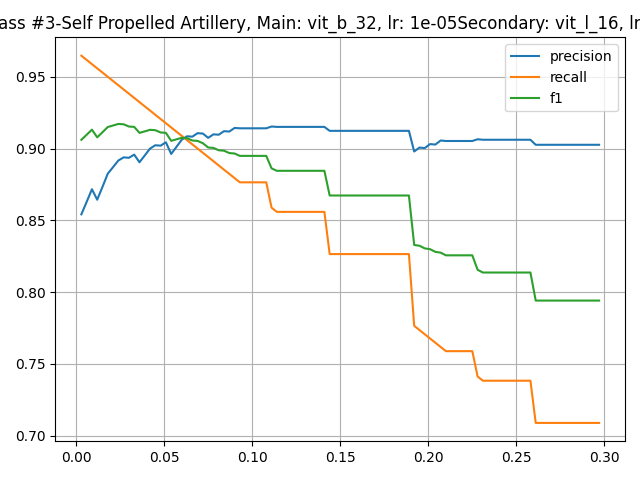 ass #3-Self Propelled Artillery, Main: vit_b_32, lr: 1e-05Secondary: vit_l_16, lr
precision
recall
f1
0.95
0.90
0.85
0.80
0.75
0.70
0.00 0.05 0.10 0.15 0.20 0.25 0.30